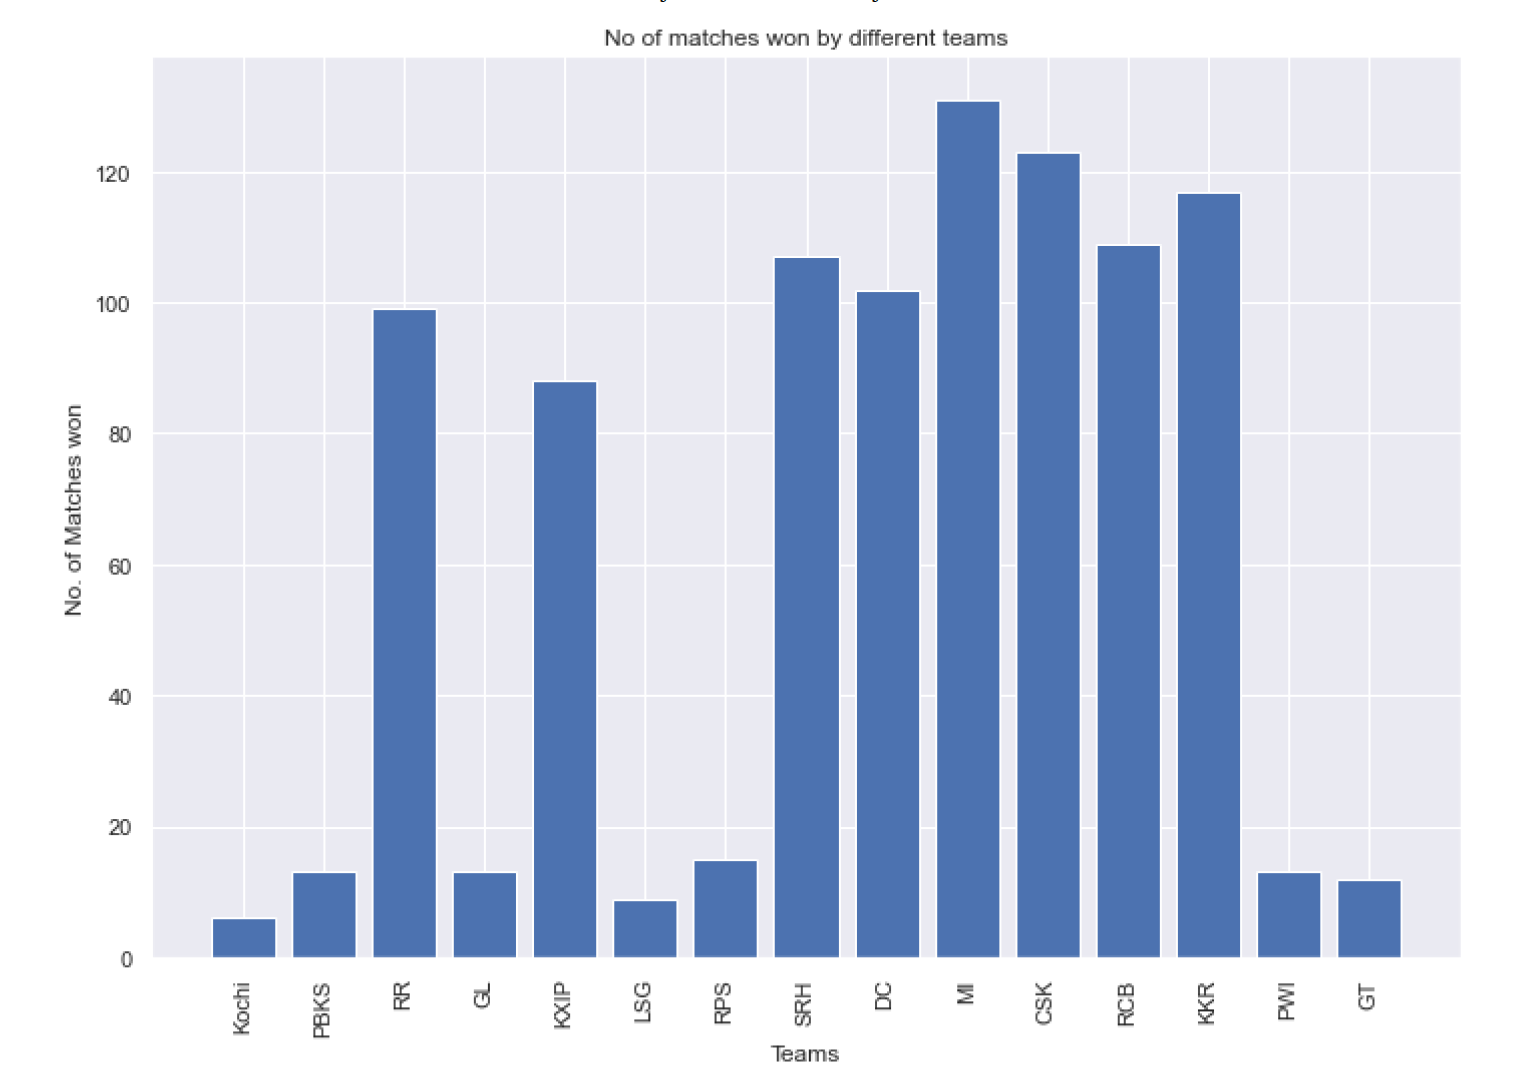 No of matches won by different teams
No. of Matches won
120
100
80
60
40
20
0
Kochi
PBKS
RR
GL
KXIP
LSG
RPS
SRH
DC
MI
CSK
RCB
KKR
PWI
GT
Teams